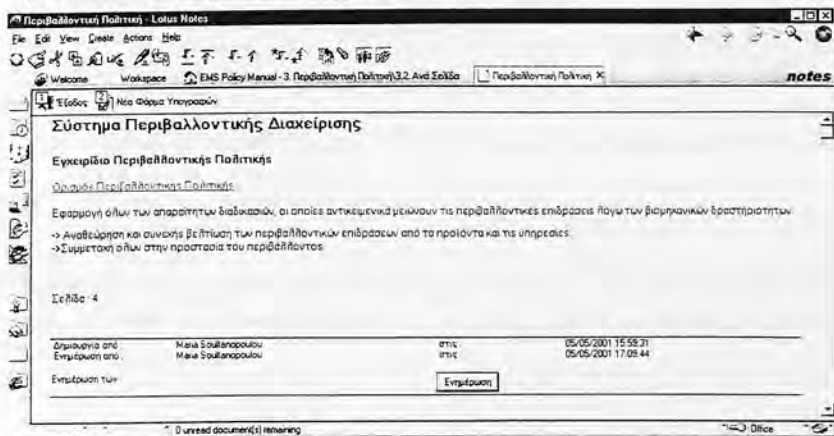 Περιβαλλοντική Πολιτική - Lotus Notes
File Edit View Create Actions Help
Welcome Workspace EMS Policy Manual - 3. Περιβαλλοντική Πολιτική\3.2. Ανά Σελίδα Περιβαλλοντική Πολιτική X notes
1 Έξοδος 2 Νέα Φόρμα Υπογραφών
Σύστημα Περιβαλλοντικής Διαχείρισης
Εγχειρίδιο Περιβαλλοντικής Πολιτικής
Ορισμός Περιβαλλοντικής Πολιτικής
Εφαρμογή όλων των απαραίτητων διαδικασιών, οι οποίες αντικειμενικά μειώνουν τις περιβαλλοντικές επιδράσεις λόγω των βιομηχανικών δραστηριοτήτων
-> Αναθεώρηση και συνεχής βελτίωση των περιβαλλοντικών επιδράσεων από τα προϊόντα και τις υπηρεσίες.
->Συμμετοχή όλων στην προστασία του περιβάλλοντος.
Σελίδα : 4
Δημιουργία από : Maria Soultanopoulou στις : 05/05/2001 15:59:31
Ενημέρωση από : Maria Soultanopoulou στις : 05/05/2001 17:09:44
Ενημέρωση των Ενημέρωση
0 unread document(s) remaining Office